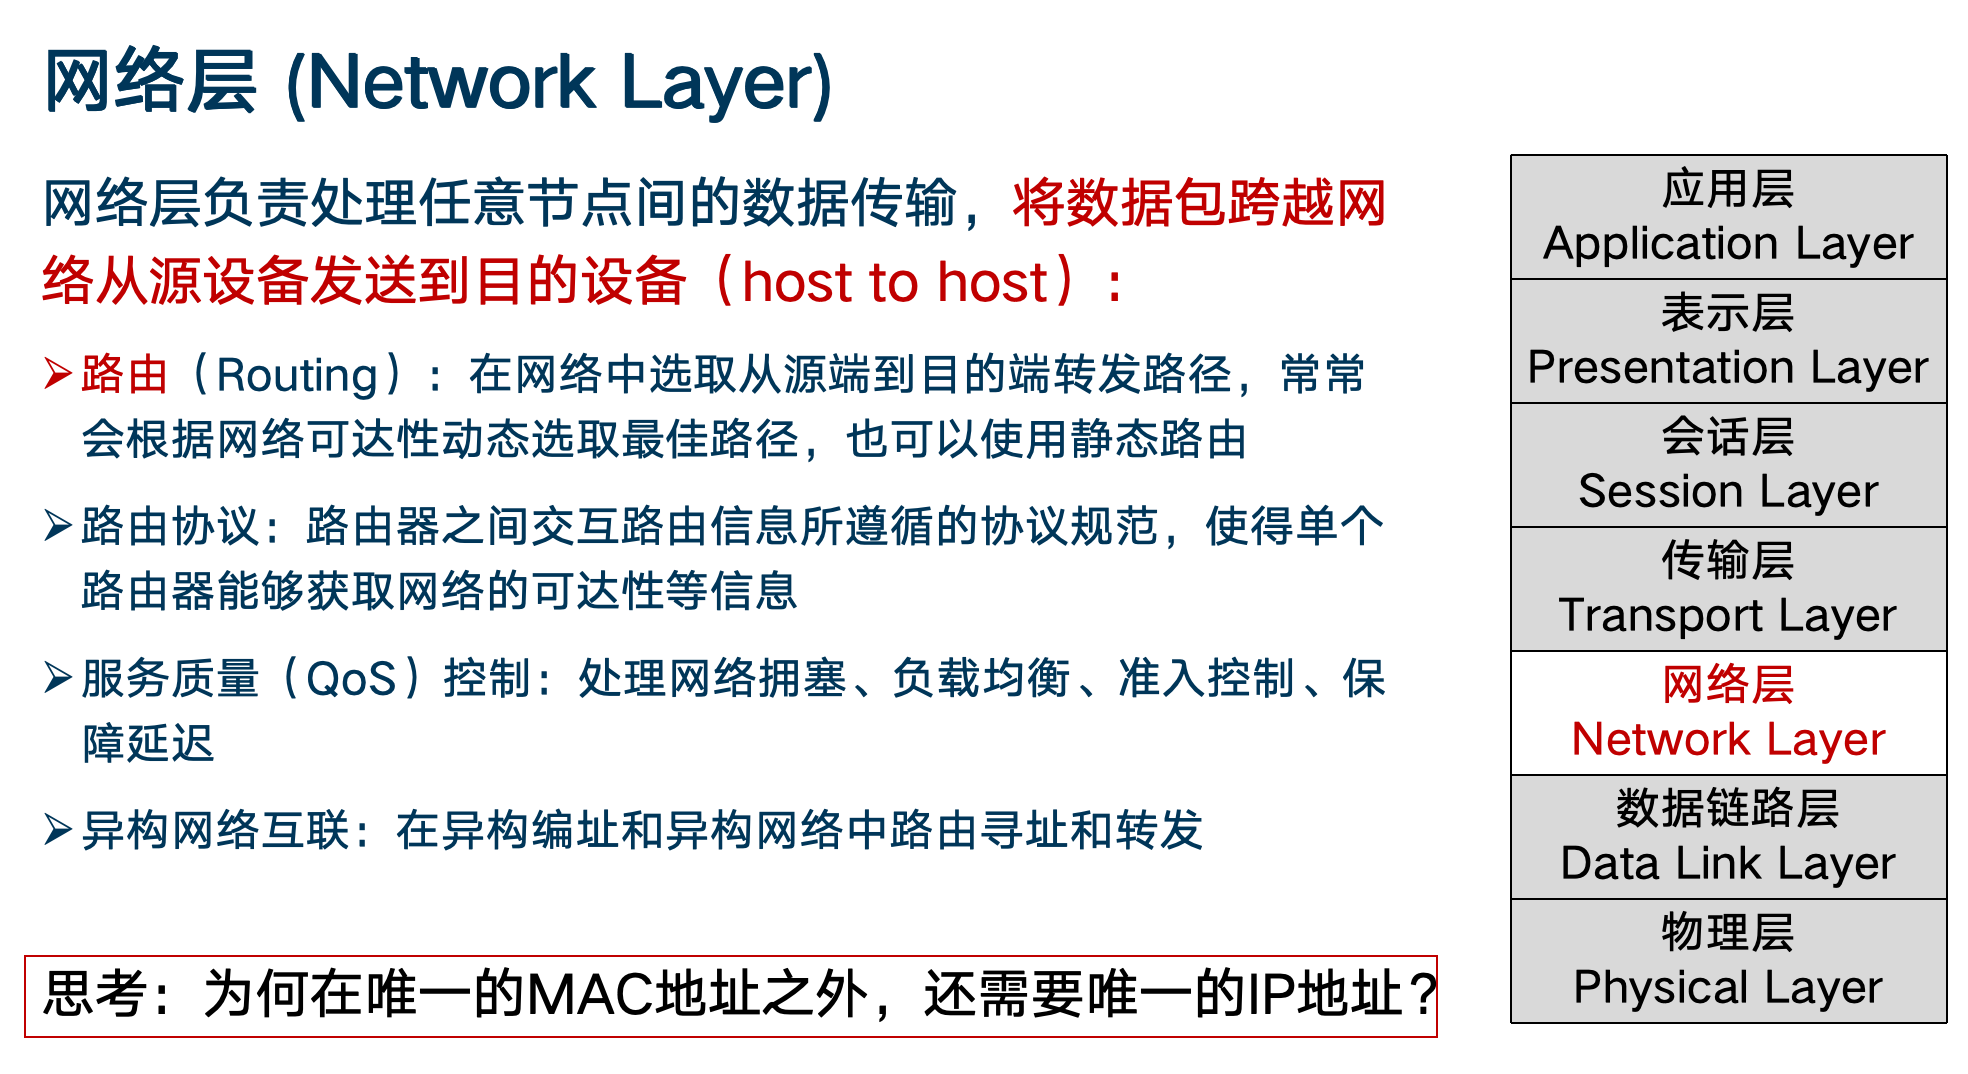 网络层 (Network Layer)
网络层负责处理任意节点间的数据传输，将数据包跨越网
络从源设备发送到目的设备（host to host）：
➢路由（Routing）：在网络中选取从源端到目的端转发路径，常常
会根据网络可达性动态选取最佳路径，也可以使用静态路由
➢路由协议：路由器之间交互路由信息所遵循的协议规范，使得单个
路由器能够获取网络的可达性等信息
➢服务质量（QoS）控制：处理网络拥塞、负载均衡、准入控制、保
障延迟
➢异构网络互联：在异构编址和异构网络中路由寻址和转发
思考：为何在唯一的MAC地址之外，还需要唯一的IP地址？
应用层
Application Layer
表示层
Presentation Layer
会话层
Session Layer
传输层
Transport Layer
网络层
Network Layer
数据链路层
Data Link Layer
物理层
Physical Layer